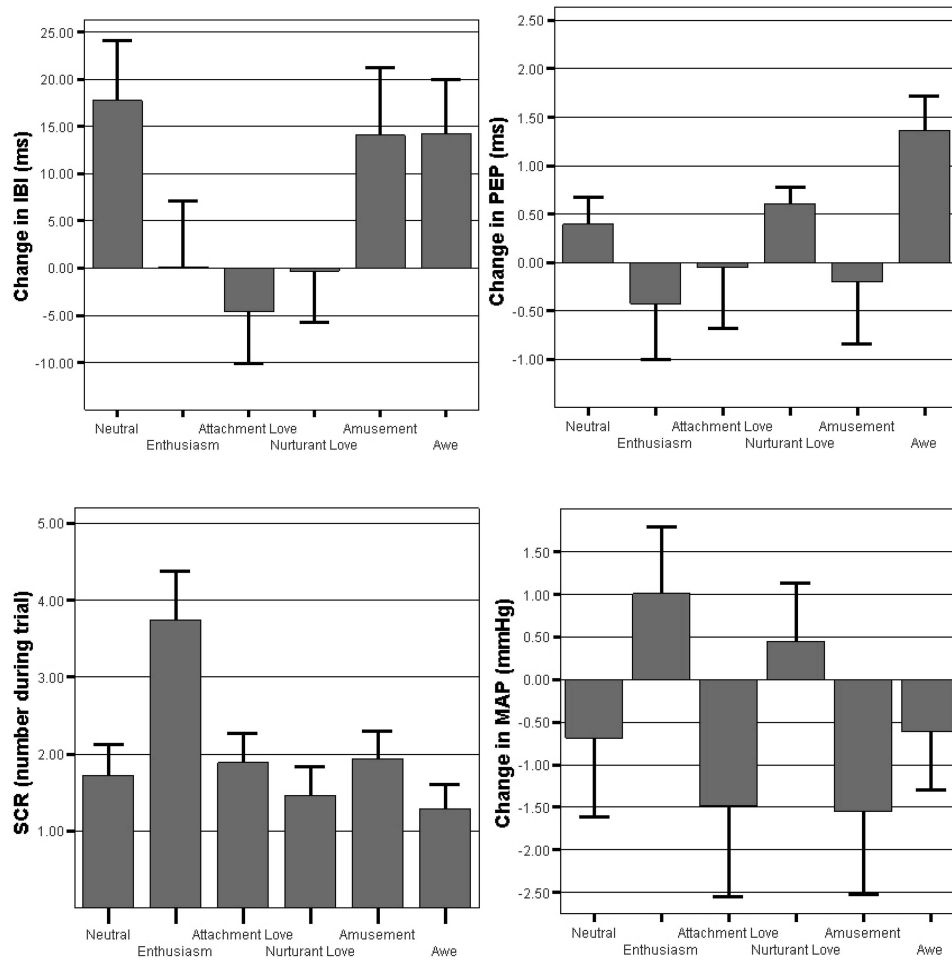 Change in IBI (ms)
25.00
20.00
15.00
10.00
5.00
0.00
-5.00
-10.00
Neutral
Enthusiasm
Attachment Love
Nurturant Love
Amusement
Awe
Change in PEP (ms)
2.50
2.00
1.50
1.00
0.50
0.00
-0.50
-1.00
Neutral
Enthusiasm
Attachment Love
Nurturant Love
Amusement
Awe
SCR (number during trial)
5.00
4.00
3.00
2.00
1.00
Neutral
Enthusiasm
Attachment Love
Nurturant Love
Amusement
Awe
Change in MAP (mmHg)
1.50
1.00
0.50
0.00
-0.50
-1.00
-1.50
-2.00
-2.50
Neutral
Enthusiasm
Attachment Love
Nurturant Love
Amusement
Awe